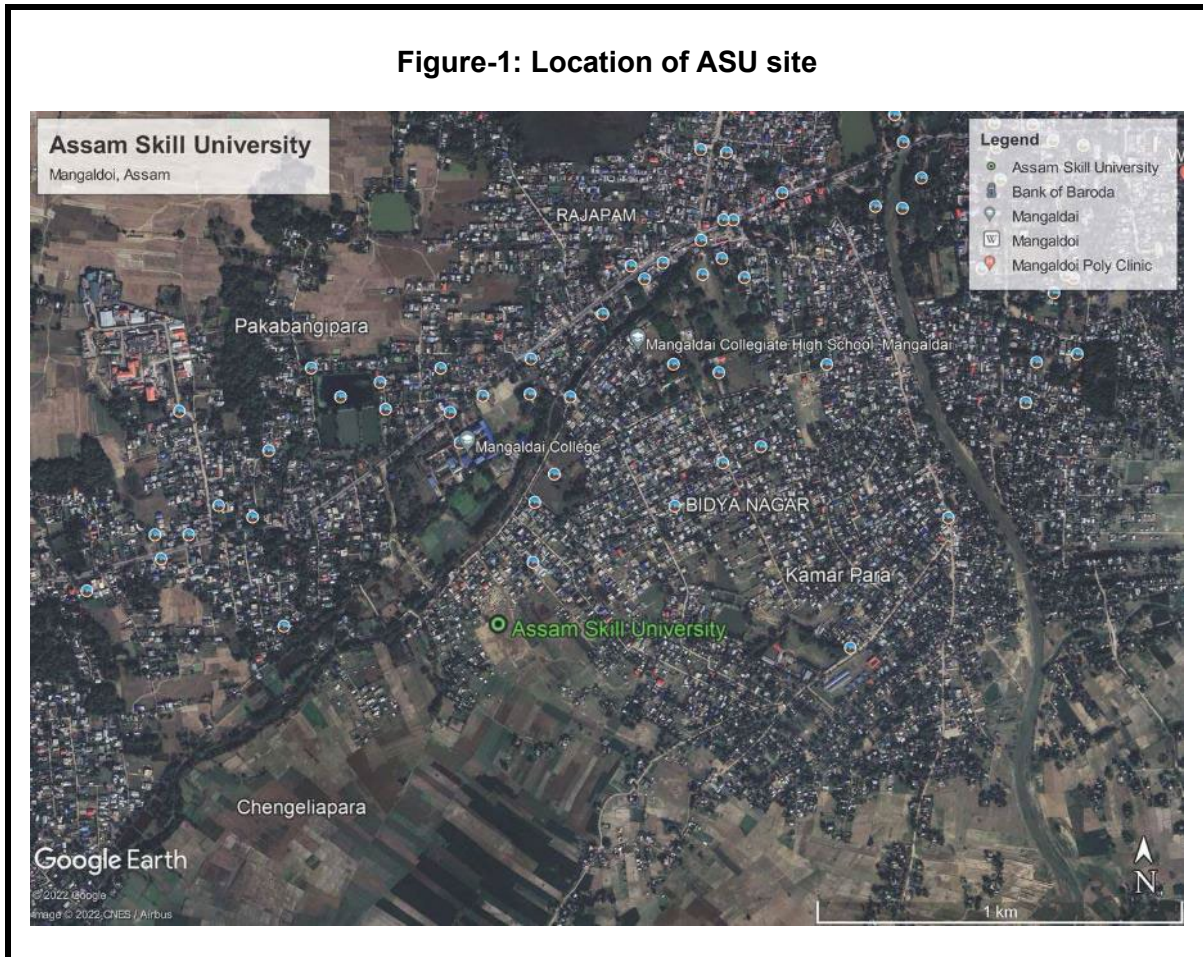 Figure-1: Location of ASU site
Assam Skill University
Mangaldoi, Assam
Legend
Assam Skill University
Bank of Baroda
Mangaldai
W Mangaldoi
Mangaldoi Poly Clinic
W
RAJAPAM
Pakabangipara
Mangaldai Collegiate High School, Mangaldai
Mangaldai College
BIDYA NAGAR
Kamar Para
Assam Skill University
Chengeliapara
Google Earth
© 2022 Google
Image © 2022 CNES / Airbus
N
1 km